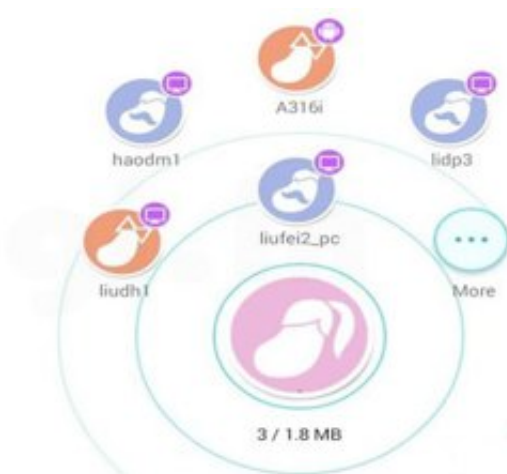 A316i
haodm1
lidp3
liufei2_pc
liudh1
More
3 / 1.8 MB